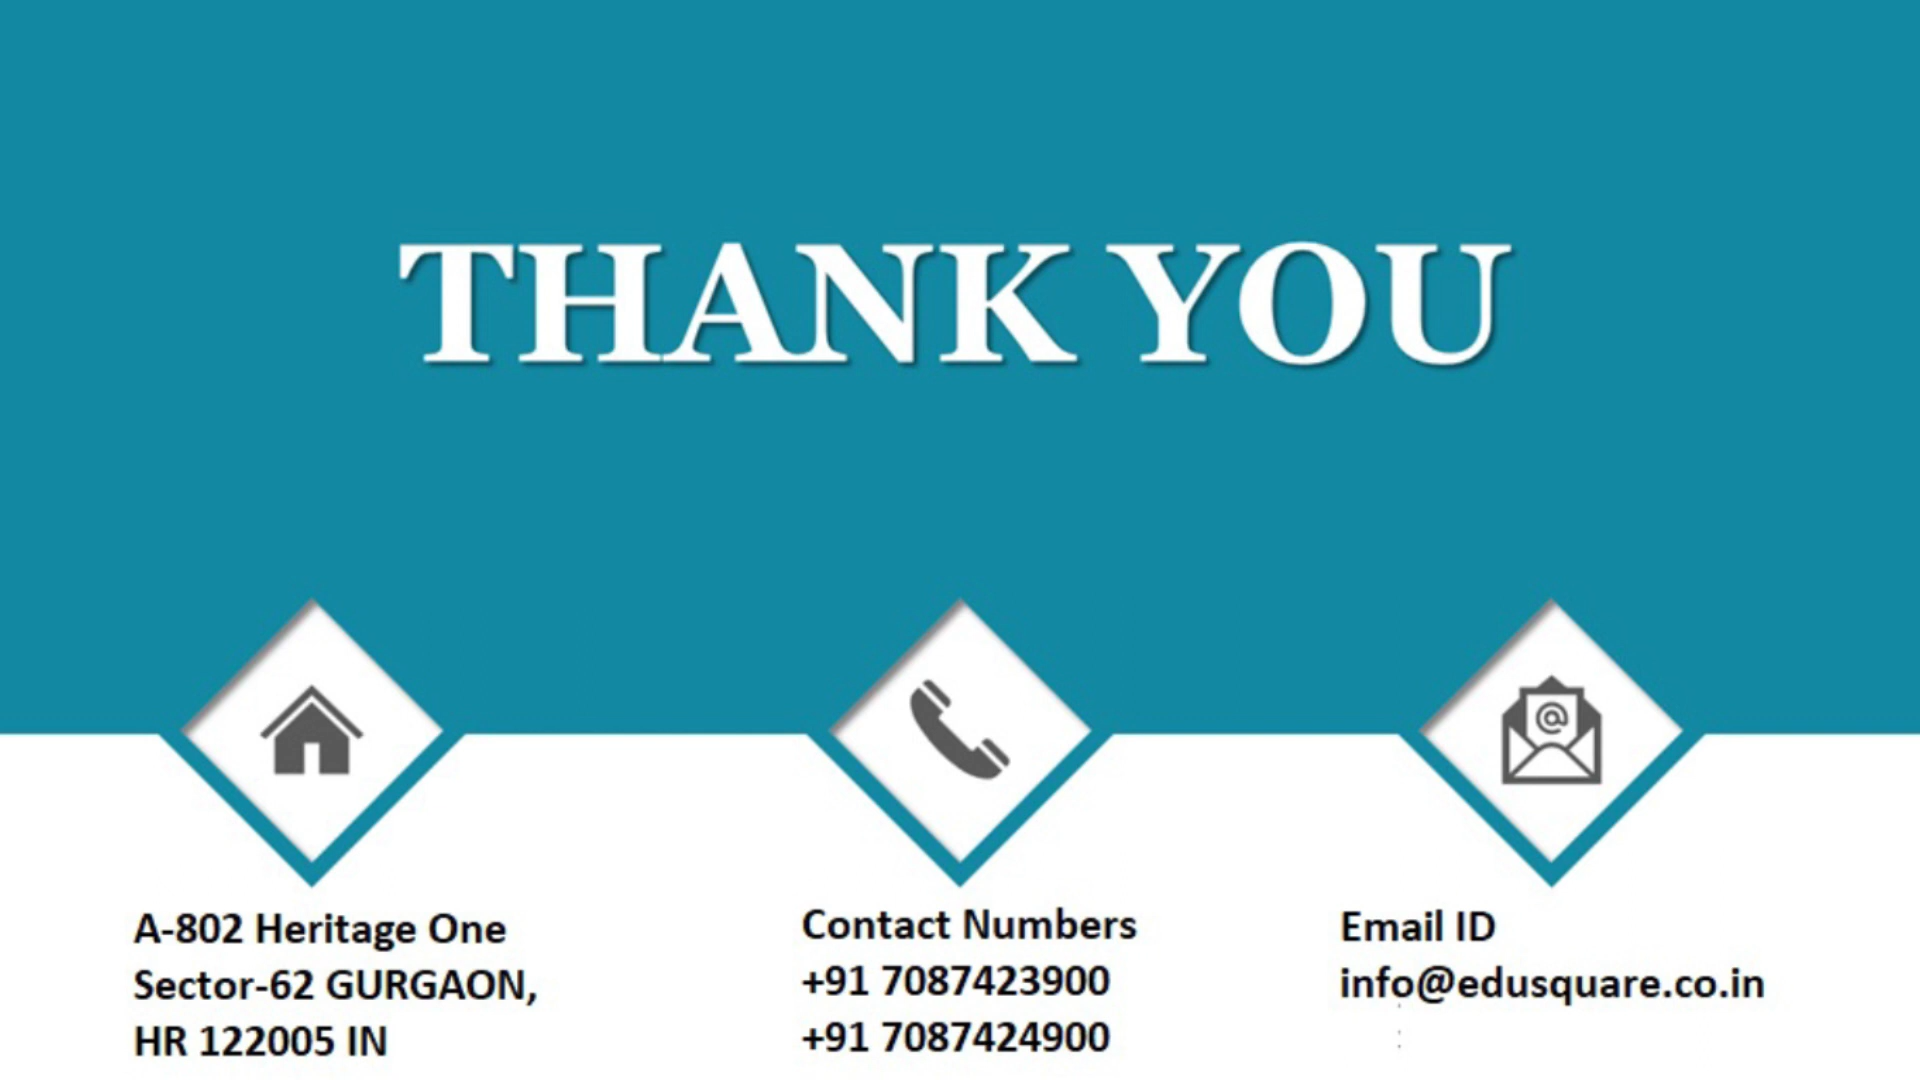 THANK YOU
A-802 Heritage One
Sector-62 GURGAON,
HR 122005 IN
Contact Numbers
+91 7087423900
+91 7087424900
Email ID
info@edusquare.co.in